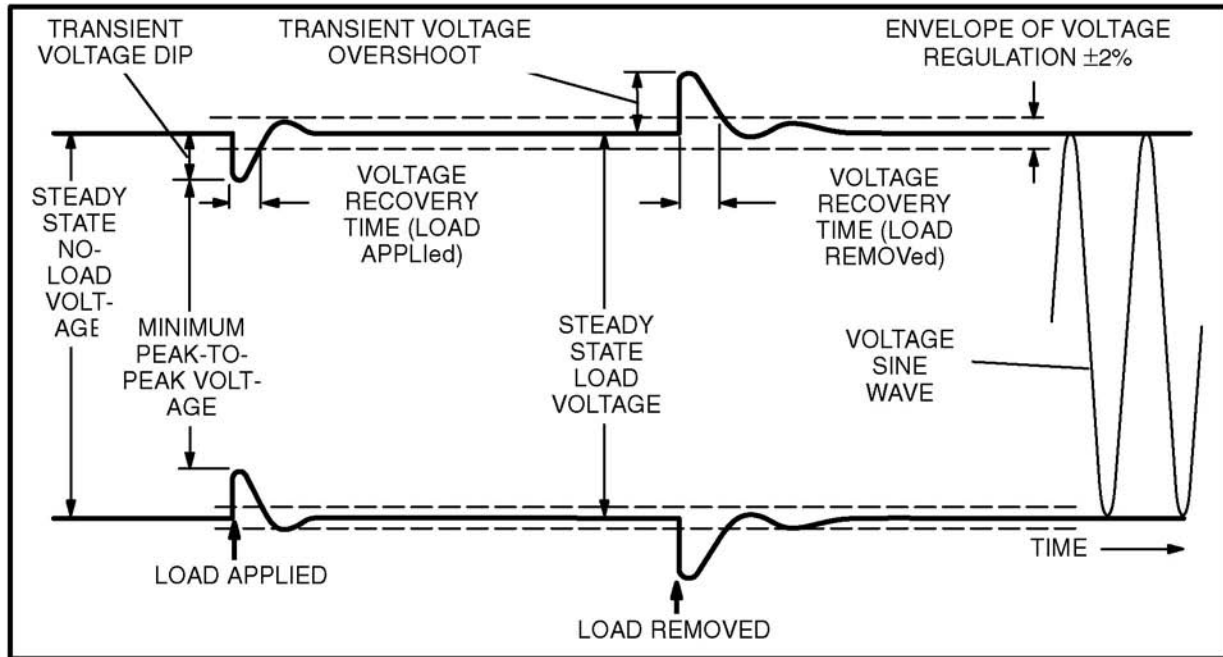 TRANSIENT
VOLTAGE DIP
TRANSIENT VOLTAGE
OVERSHOOT
ENVELOPE OF VOLTAGE
REGULATION ±2%
STEADY
STATE
NO-
LOAD
VOLT-
AGE
VOLTAGE
RECOVERY
TIME (LOAD
APPLIed)
VOLTAGE
RECOVERY
TIME (LOAD
REMOVed)
MINIMUM
PEAK-TO-
PEAK VOLT-
AGE
STEADY
STATE
LOAD
VOLTAGE
VOLTAGE
SINE
WAVE
TIME
LOAD APPLIED
LOAD REMOVED